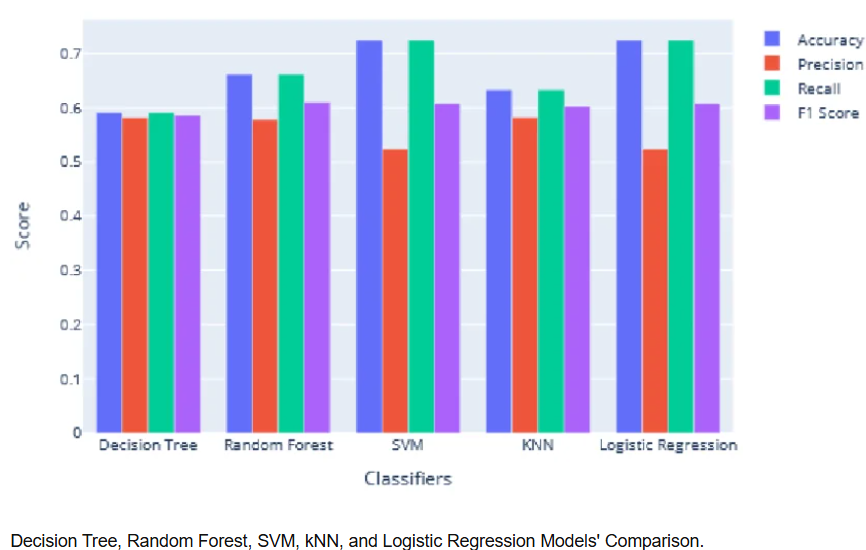 0.7
0.6
0.5
0.4
0.3
0.2
0.1
0
Score
Decision Tree Random Forest SVM KNN Logistic Regression
Classifiers
Accuracy
Precision
Recall
F1 Score
Decision Tree, Random Forest, SVM, kNN, and Logistic Regression Models' Comparison.